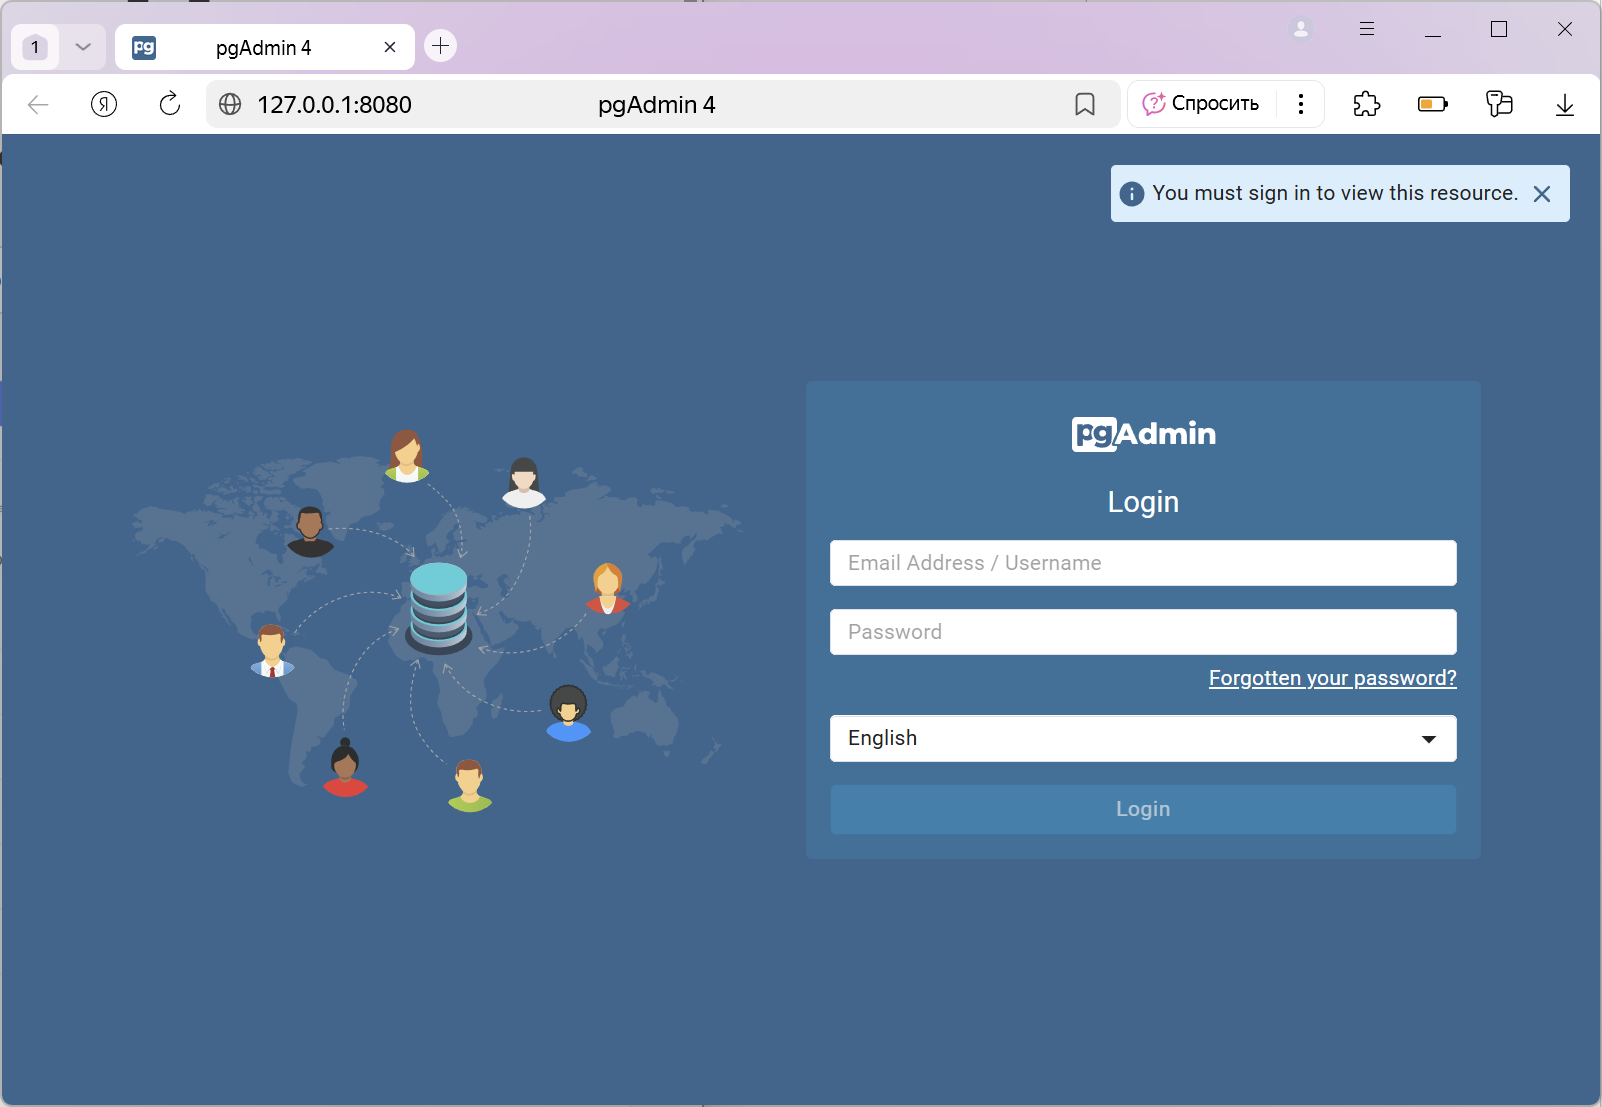 1
pg
pgAdmin 4
Я
127.0.0.1:8080
pgAdmin 4
Спросить
You must sign in to view this resource.
pgAdmin
Login
Email Address / Username
Password
Forgotten your password?
English
Login